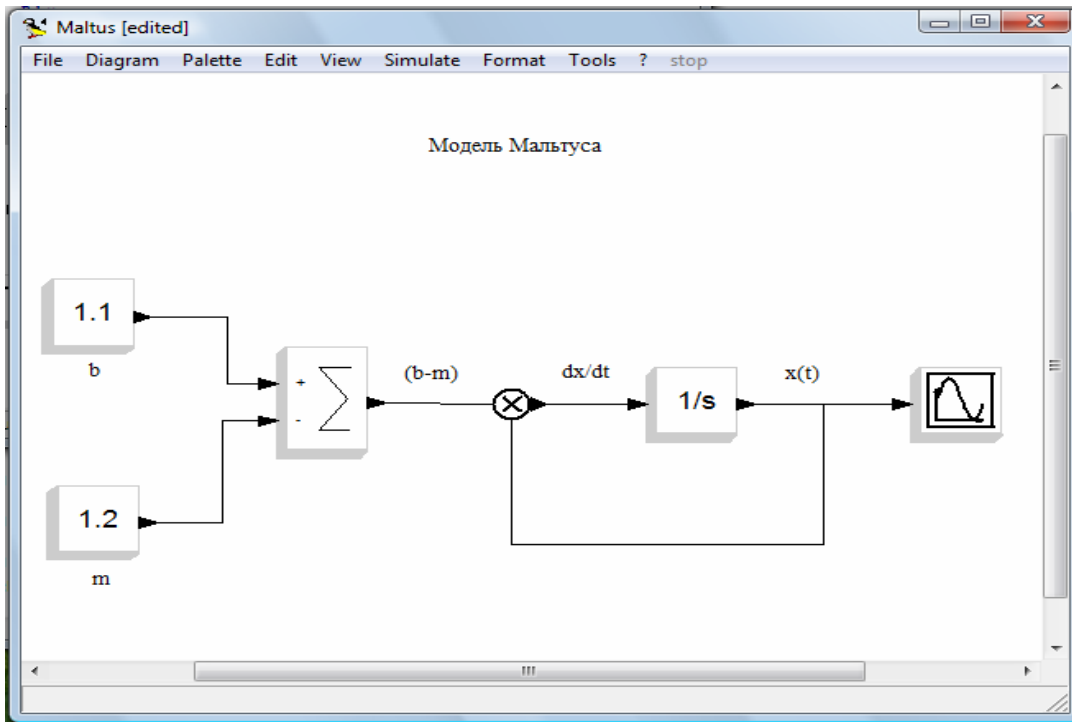 Maltus [edited]
File Diagram Palette Edit View Simulate Format Tools ? stop
Модель Мальтуса
1.1
b
+
-
(b-m)
dx/dt
1/s
x(t)
1.2
m